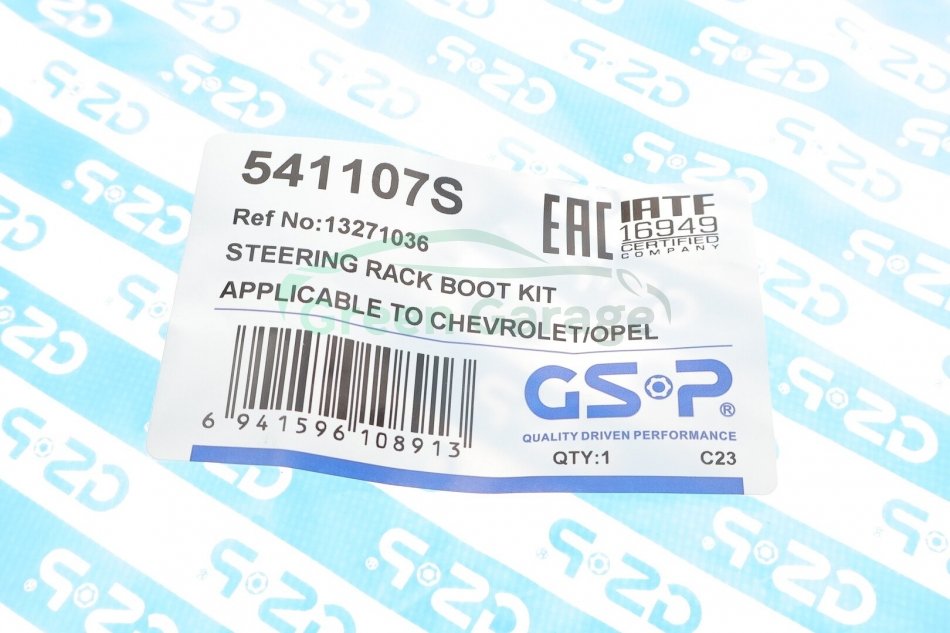 541107S
Ref No:13271036
STEERING RACK BOOT KIT
APPLICABLE TO CHEVROLET/OPEL
Green Garage
EAC
IATF
16949
CERTIFIED
COMPANY
6 941596 108913
GSP®
QUALITY DRIVEN PERFORMANCE
QTY:1 C23